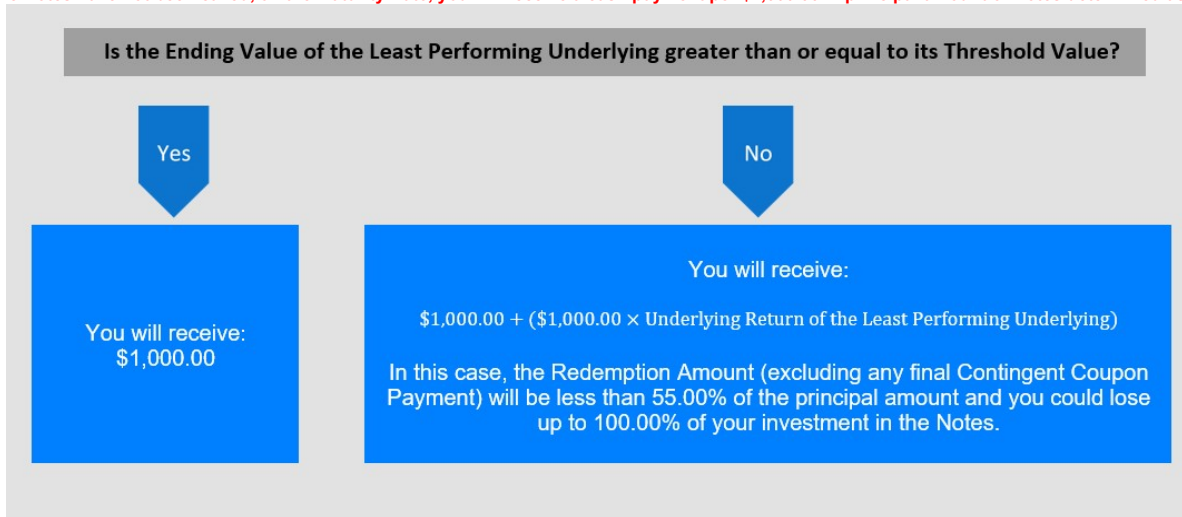 Is the Ending Value of the Least Performing Underlying greater than or equal to its Threshold Value?
Yes
No
You will receive:
$1,000.00
You will receive:
$1,000.00 + ($1,000.00 × Underlying Return of the Least Performing Underlying)
In this case, the Redemption Amount (excluding any final Contingent Coupon
Payment) will be less than 55.00% of the principal amount and you could lose
up to 100.00% of your investment in the Notes.